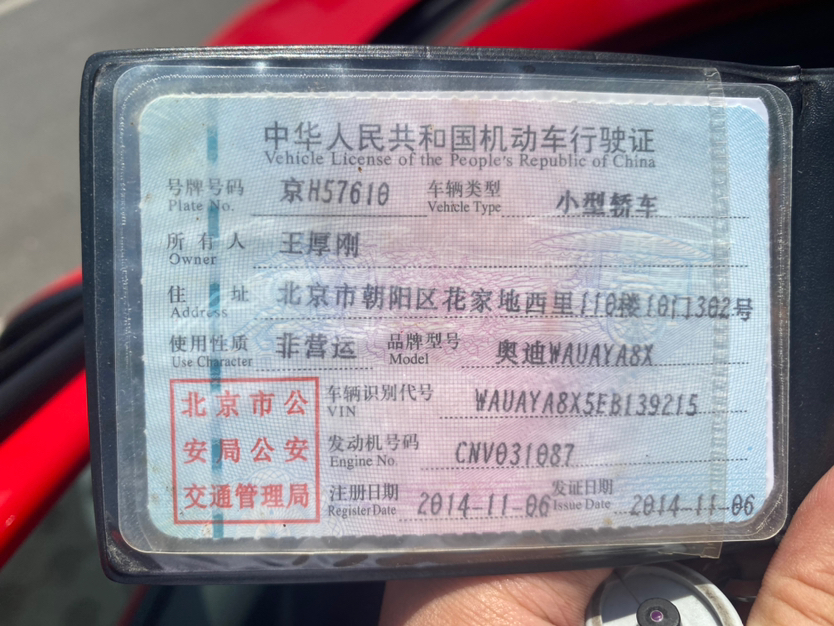 中华人民共和国机动车行驶证
Vehicle License of the People's Republic of China
号牌号码 京H57610 车辆类型 小型轿车
Plate No. Vehicle Type
所有人 王厚刚
Owner
住址 北京市朝阳区花家地西里110楼10门302号
Address
使用性质 非营运 品牌型号 奥迪WAUAYA8X
Use Character Model
北京市公
安局公安
交通管理局
车辆识别代号 WAUAYA8X5EB139215
VIN
发动机号码 CNV031087
Engine No.
注册日期 2014-11-06 发证日期 2014-11-06
Register Date Issue Date